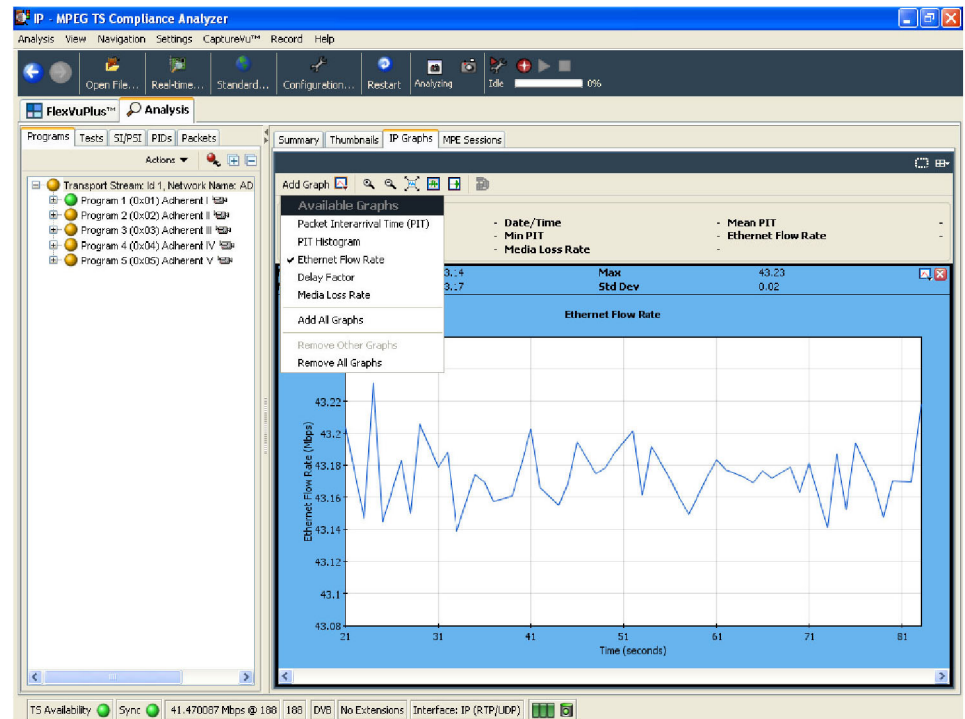 IP - MPEG TS Compliance Analyzer
Analysis View Navigation Settings CaptureVu™ Record Help
Open File... Real-time... Standard... Configuration... Restart Analyzing Idle 0%
FlexVuPlus™ Analysis
Programs Tests SI/PSI PIDs Packets
Actions
Transport Stream: Id 1, Network Name: AD
Program 1 (0x01) Adherent I
Program 2 (0x02) Adherent II
Program 3 (0x03) Adherent III
Program 4 (0x04) Adherent IV
Program 5 (0x05) Adherent V
Summary Thumbnails IP Graphs MPE Sessions
Add Graph
Available Graphs
Packet Interarrival Time (PIT)
PIT Histogram
Ethernet Flow Rate
Delay Factor
Media Loss Rate
Add All Graphs
Remove Other Graphs
Remove All Graphs
- Date/Time - Mean PIT -
- Min PIT - Ethernet Flow Rate -
- Media Loss Rate -
3.14 Max 43.23
3.17 Std Dev 0.02
Ethernet Flow Rate
Ethernet Flow Rate (Mbps)
43.22
43.2
43.18
43.16
43.14
43.12
43.1
43.08
21 31 41 51 61 71 81
Time (seconds)
TS Availability Sync 41.470087 Mbps @ 188 188 DVB No Extensions Interface: IP (RTP/UDP)